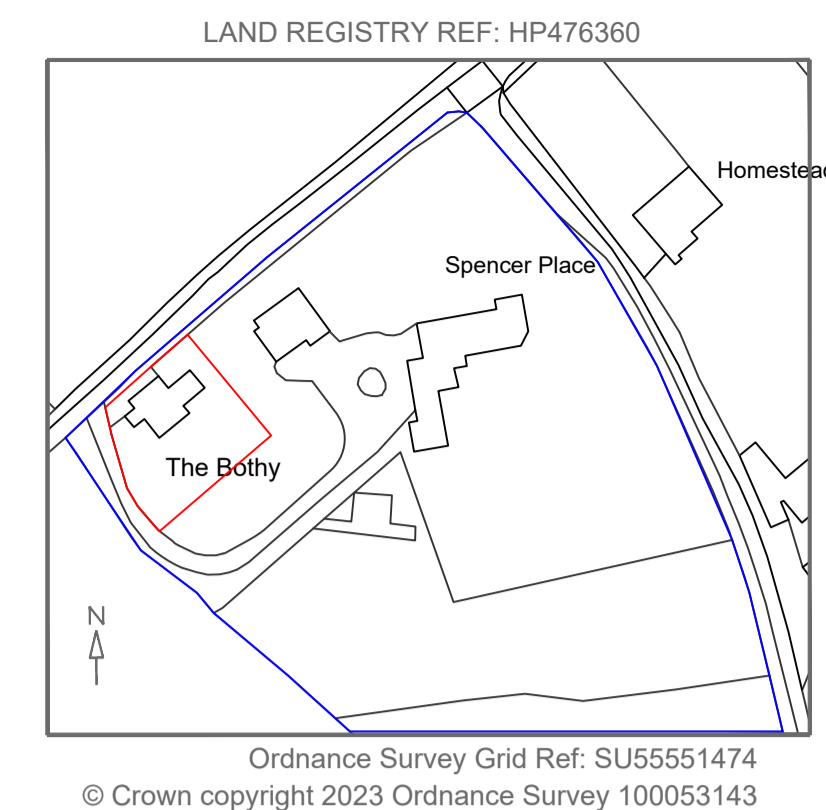 LAND REGISTRY REF: HP476360
Homestead
Spencer Place
The Bothy
N
Ordnance Survey Grid Ref: SU55551474
© Crown copyright 2023 Ordnance Survey 100053143